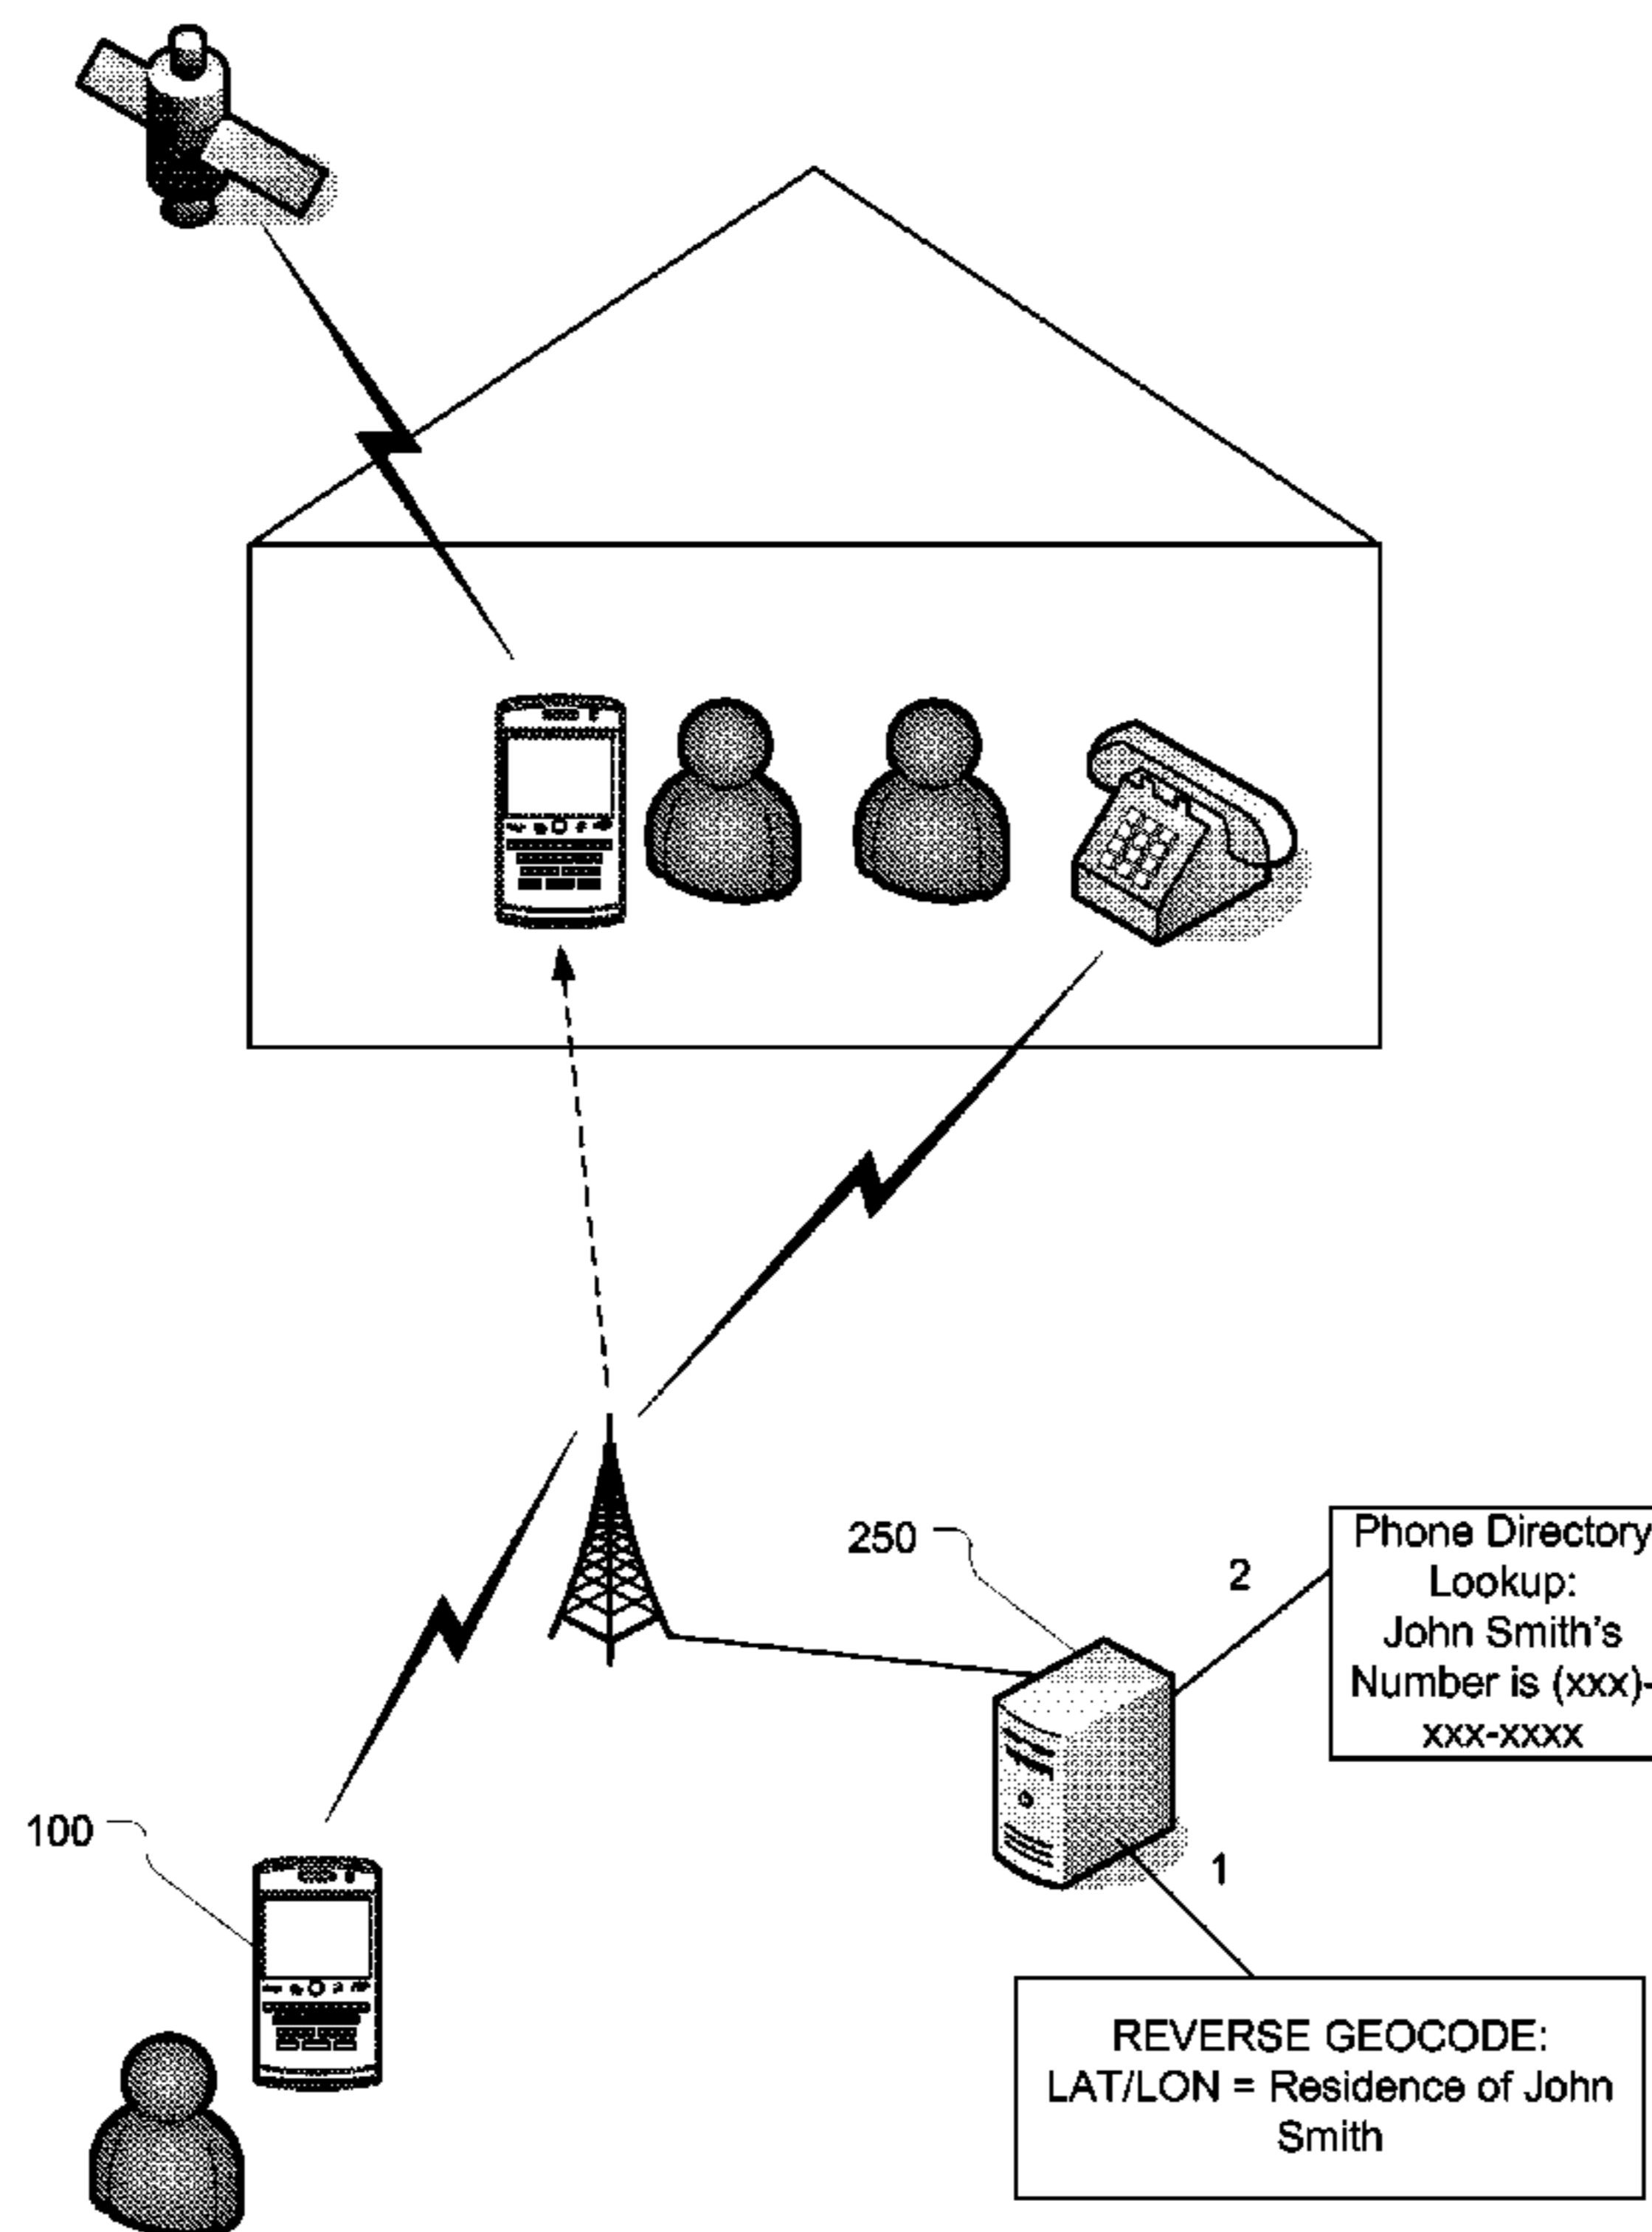 250
2
Phone Directory
Lookup:
John Smith's
Number is (xxx)-
xxx-xxxx
100
1
REVERSE GEOCODE:
LAT/LON = Residence of John
Smith